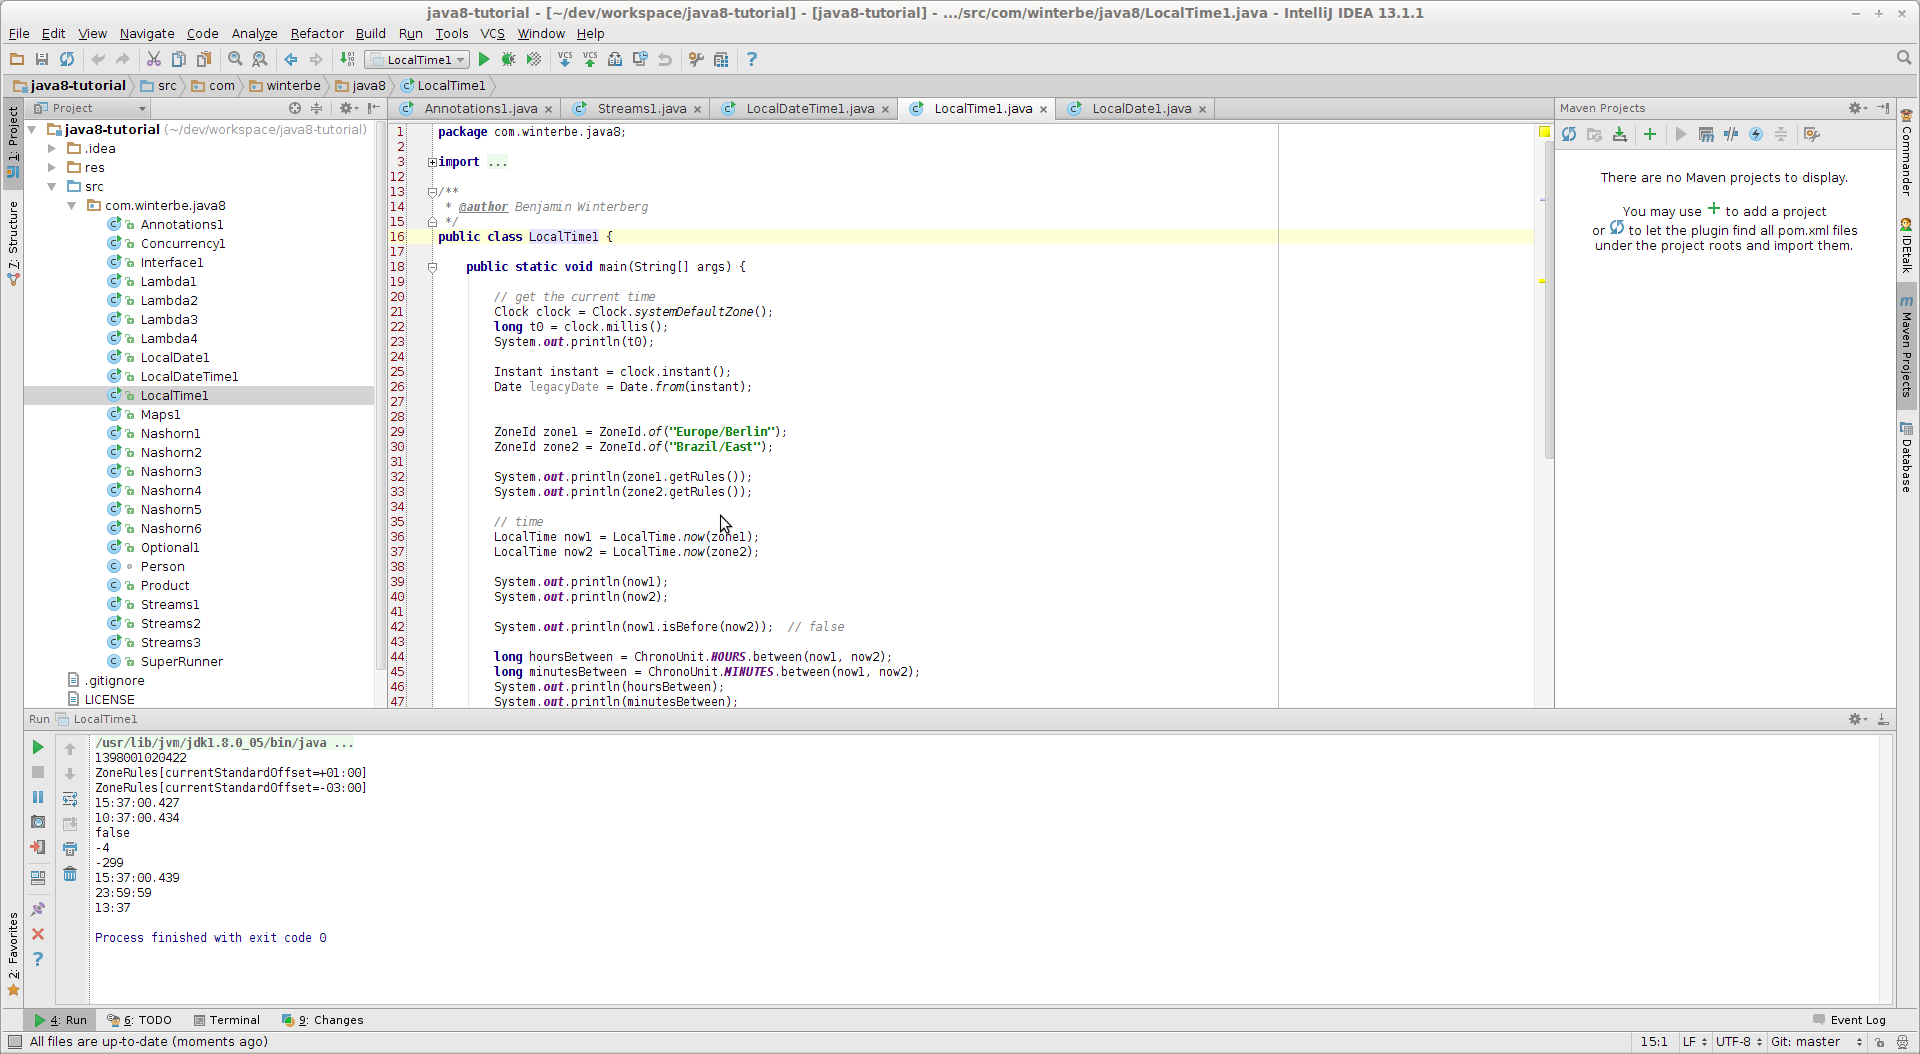 java8-tutorial - [~/dev/workspace/java8-tutorial] - [java8-tutorial] - .../src/com/winterbe/java8/LocalTime1.java - IntelliJ IDEA 13.1.1
File Edit View Navigate Code Analyze Refactor Build Run Tools VCS Window Help
LocalTime1
java8-tutorial src com winterbe java8 LocalTime1
1: Project
7: Structure
2: Favorites
Project
java8-tutorial (~/dev/workspace/java8-tutorial)
.idea
res
src
com.winterbe.java8
Annotations1
Concurrency1
Interface1
Lambda1
Lambda2
Lambda3
Lambda4
LocalDate1
LocalDateTime1
LocalTime1
Maps1
Nashorn1
Nashorn2
Nashorn3
Nashorn4
Nashorn5
Nashorn6
Optional1
Person
Product
Streams1
Streams2
Streams3
SuperRunner
.gitignore
LICENSE
Annotations1.java Streams1.java LocalDateTime1.java LocalTime1.java LocalDate1.java
1 package com.winterbe.java8;
2
3 import ...
12
13 /**
14 * @author Benjamin Winterberg
15 */
16 public class LocalTime1 {
17
18 public static void main(String[] args) {
19
20 // get the current time
21 Clock clock = Clock.systemDefaultZone();
22 long t0 = clock.millis();
23 System.out.println(t0);
24
25 Instant instant = clock.instant();
26 Date legacyDate = Date.from(instant);
27
28
29 ZoneId zone1 = ZoneId.of("Europe/Berlin");
30 ZoneId zone2 = ZoneId.of("Brazil/East");
31
32 System.out.println(zone1.getRules());
33 System.out.println(zone2.getRules());
34
35 // time
36 LocalTime now1 = LocalTime.now(zone1);
37 LocalTime now2 = LocalTime.now(zone2);
38
39 System.out.println(now1);
40 System.out.println(now2);
41
42 System.out.println(now1.isBefore(now2)); // false
43
44 long hoursBetween = ChronoUnit.HOURS.between(now1, now2);
45 long minutesBetween = ChronoUnit.MINUTES.between(now1, now2);
46 System.out.println(hoursBetween);
47 System.out.println(minutesBetween);
Maven Projects
There are no Maven projects to display.
You may use + to add a project
or to let the plugin find all pom.xml files
under the project roots and import them.
Commander
IDEtalk
Maven Projects
Database
Run LocalTime1
/usr/lib/jvm/jdk1.8.0_05/bin/java ...
1398001020422
ZoneRules[currentStandardOffset=+01:00]
ZoneRules[currentStandardOffset=-03:00]
15:37:00.427
10:37:00.434
false
-4
-299
15:37:00.439
23:59:59
13:37
Process finished with exit code 0
4: Run 6: TODO Terminal 9: Changes Event Log
All files are up-to-date (moments ago) 15:1 LF UTF-8 Git: master